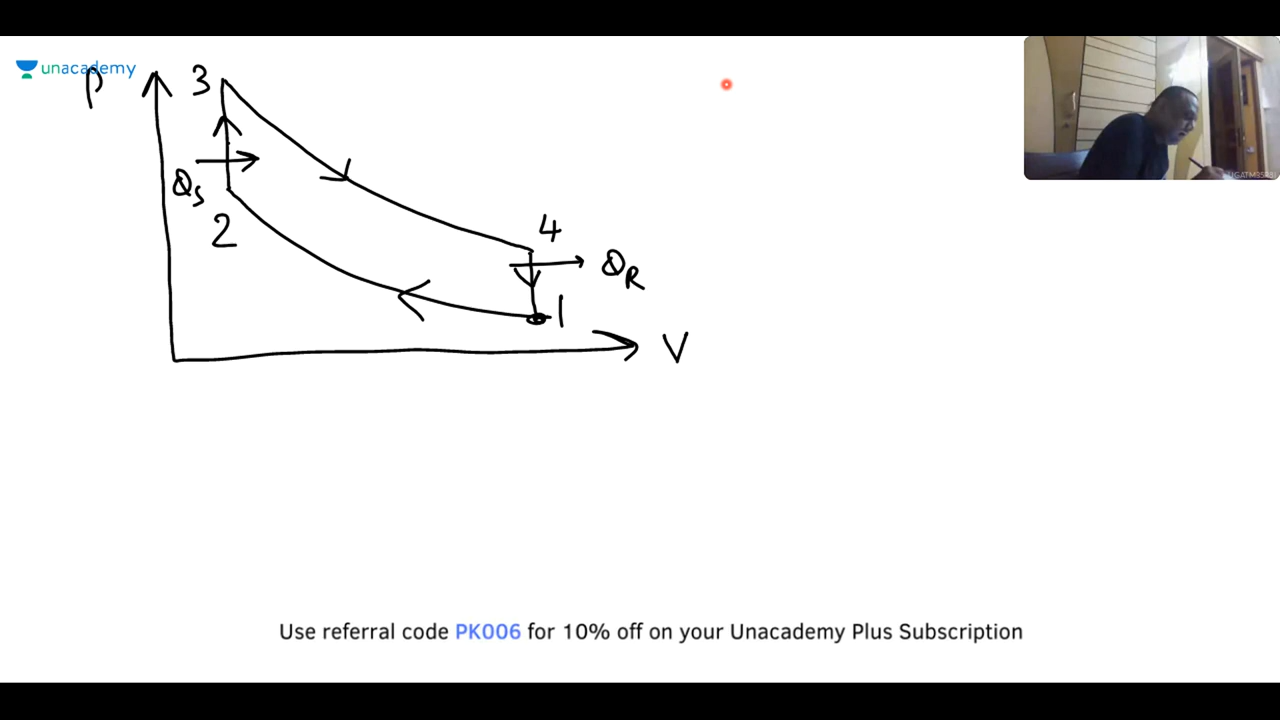 unacademy
P
3
Qs
2
4
QR
1
V
Use referral code PK006 for 10% off on your Unacademy Plus Subscription